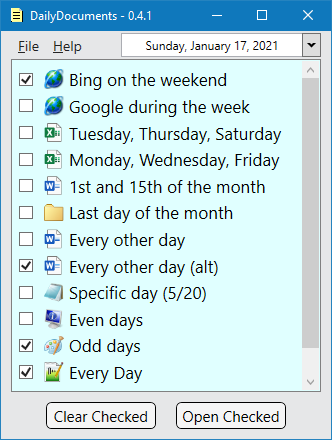 DailyDocuments - 0.4.1
File Help Sunday, January 17, 2021
Bing on the weekend
Google during the week
Tuesday, Thursday, Saturday
Monday, Wednesday, Friday
1st and 15th of the month
Last day of the month
Every other day
Every other day (alt)
Specific day (5/20)
Even days
Odd days
Every Day
Clear Checked Open Checked